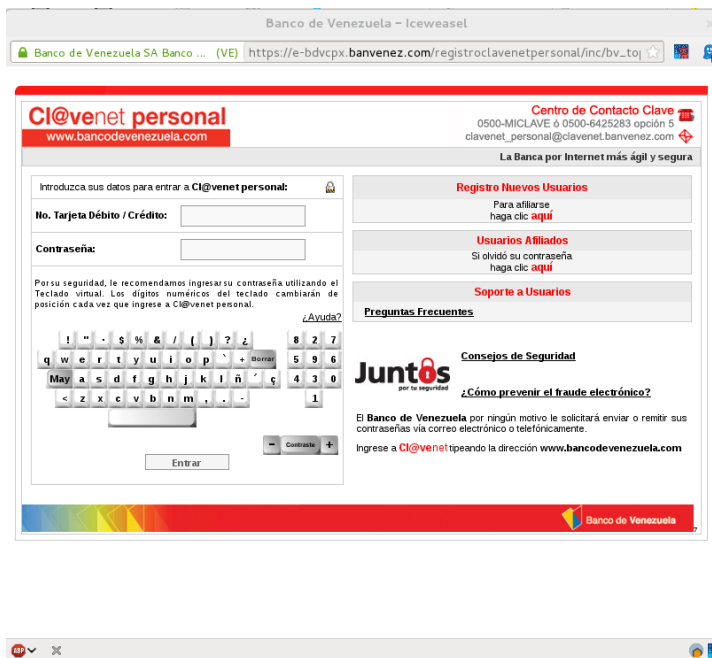 Banco de Venezuela - Iceweasel
Banco de Venezuela SA Banco ... (VE) https://e-bdvcpx.banvenez.com/registroclavenetpersonal/inc/bv_to
Cl@venet personal
www.bancodevenezuela.com
Centro de Contacto Clave
0500-MICLAVE ó 0500-6425283 opción 5
clavenet_personal@clavenet.banvenez.com
La Banca por Internet más ágil y segura
Introduzca sus datos para entrar a Cl@venet personal:
No. Tarjeta Débito / Crédito:
Contraseña:
Por su seguridad, le recomendamos ingresar su contraseña utilizando el
Teclado virtual. Los dígitos numéricos del teclado cambiarán de
posición cada vez que ingrese a Cl@venet personal.
¿Ayuda?
! " · $ % & / ( ) ? ¿ 8 2 7
q w e r t y u i o p ` + Borrar 5 9 6
May a s d f g h j k l ñ ´ ç 4 3 0
< z x c v b n m , . - 1
- Contraste +
Entrar
Registro Nuevos Usuarios
Para afiliarse
haga clic aquí
Usuarios Afiliados
Si olvidó su contraseña
haga clic aquí
Soporte a Usuarios
Preguntas Frecuentes
Juntos
por tu seguridad
Consejos de Seguridad
¿Cómo prevenir el fraude electrónico?
El Banco de Venezuela por ningún motivo le solicitará enviar o remitir sus
contraseñas vía correo electrónico o telefónicamente.
Ingrese a Cl@venet tipeando la dirección www.bancodevenezuela.com
Banco de Venezuela
7
ABP